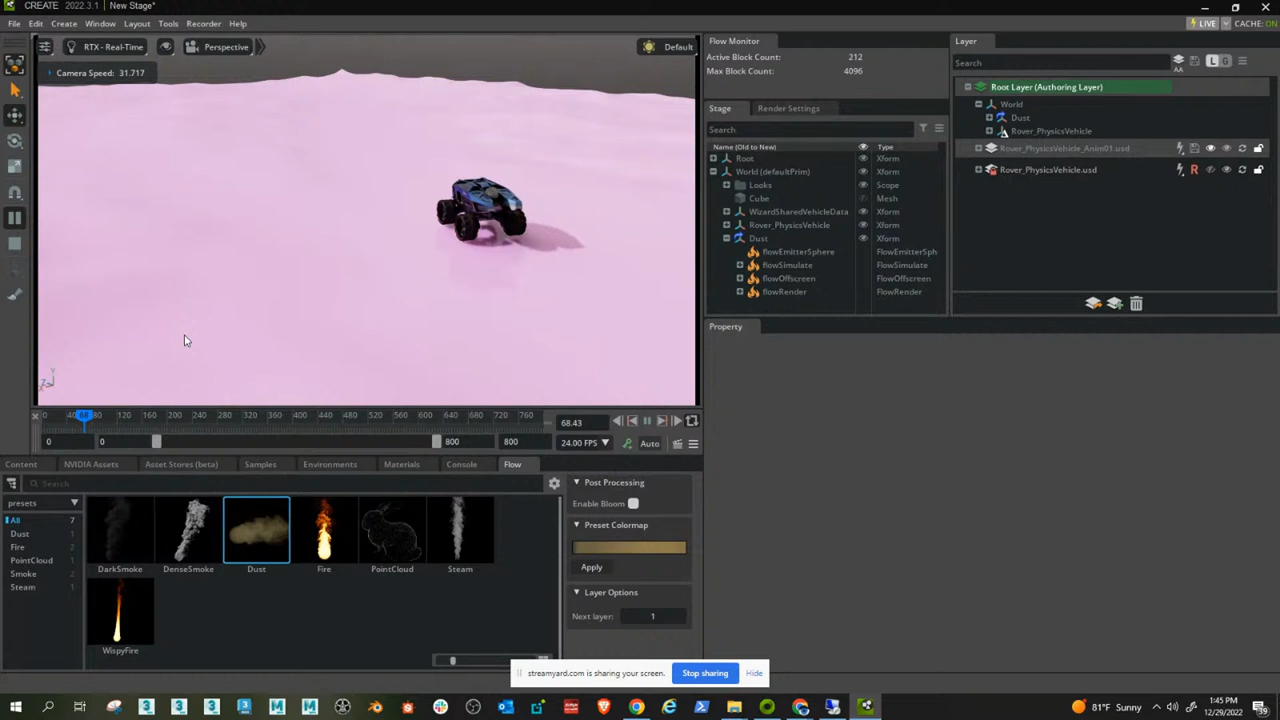 CREATE 2022.3.1 | New Stage*
File Edit Create Window Layout Tools Rendering Help
LIVE CACHE: ON
RTX - Real-Time Perspective Default
Camera Speed: 31.717
Flow Monitor
Active Block Count: 212
Max Block Count: 4096
Stage Render Settings
Search
Name (Old to New) Type
Root Xform
World (defaultPrim) Xform
Looks Scope
Cube Mesh
WizardSharedVehicleData Xform
Rover_PhysicsVehicle Xform
Dust Xform
flowEmitterSphere FlowEmitterSph
flowSimulate FlowSimulate
flowOffscreen FlowOffscreen
flowRender FlowRender
Layer
Search
L G
Root Layer (Authoring Layer)
World
Dust
Rover_PhysicsVehicle
Rover_PhysicsVehicle_Anim01.usd
Rover_PhysicsVehicle.usd R
Property
0 40 68 80 120 160 200 240 280 320 360 400 440 480 520 560 600 640 680 720 760
68.43
0 0 800 800 24.00 FPS Auto
Content NVIDIA Assets Asset Stores (beta) Samples Environments Materials Console Flow
Search
presets
All 7
Dust 1
Fire 2
PointCloud 1
Smoke 2
Steam 1
DarkSmoke DenseSmoke Dust Fire PointCloud Steam
WispyFire
Post Processing
Enable Bloom
Preset Colormap
Apply
Layer Options
Next layer: 1
streamyard.com is sharing your screen. Stop sharing Hide
81°F Sunny
1:45 PM
12/29/2022
39